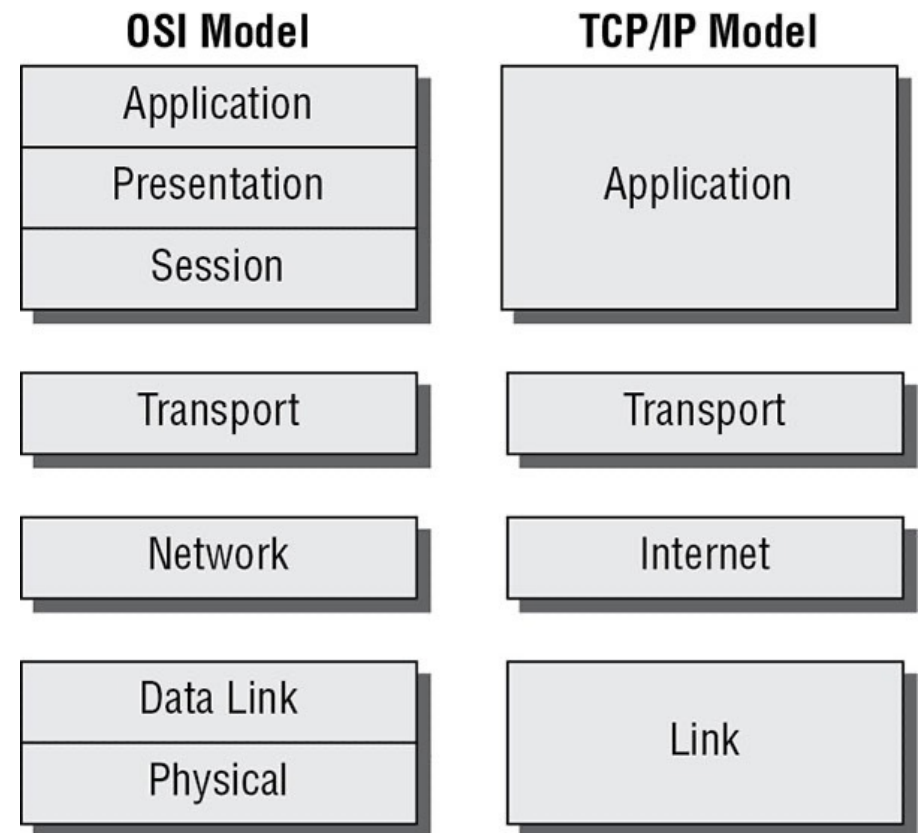 OSI Model
Application
Presentation
Session
Transport
Network
Data Link
Physical
TCP/IP Model
Application
Transport
Internet
Link